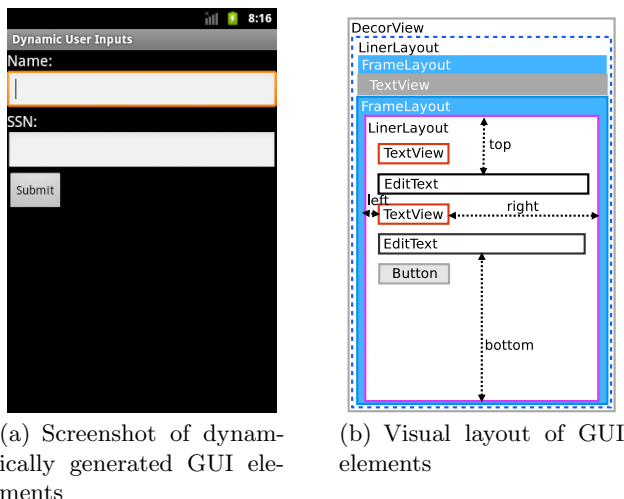 8:16
Dynamic User Inputs
Name:
SSN:
Submit
(a) Screenshot of dynam-
ically generated GUI ele-
ments
DecorView
LinerLayout
FrameLayout
TextView
FrameLayout
LinerLayout
TextView
top
EditText
left
TextView
right
EditText
Button
bottom
(b) Visual layout of GUI
elements